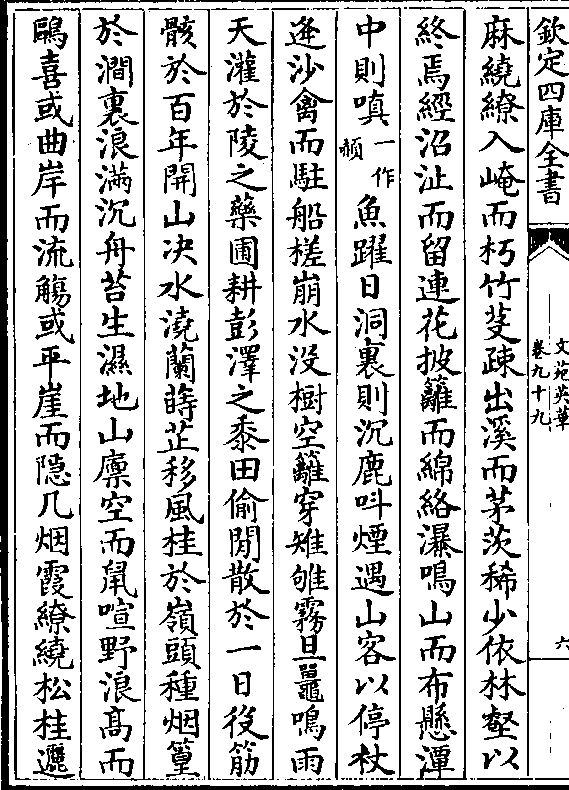 欽定四庫全書
文苑英華
卷九十九
六
麻繞繚入崦而朽竹芟疎出溪而茅茨稀少依林壑以
終焉經沼沚而留連花披籬而綿絡瀑鳴山而布懸潭
中則嗔一作頳魚躍日洞裏則沉鹿呌煙遇山客以停杖
逢沙禽而駐船槎崩水没樹空籬穿雉雊霧旦鼉鳴雨
天灌於陵之藥圃耕彭澤之黍田偷閒散於一日役筋
骸於百年開山决水澆蘭蒔芷移風桂於嶺頭種烟篁
於澗裏浪滿沉舟苔生濕地山廪空而鼠喧野浪髙而
鷗喜或曲岸而流觴或平崖而隱几烟霞繚繞松桂邐